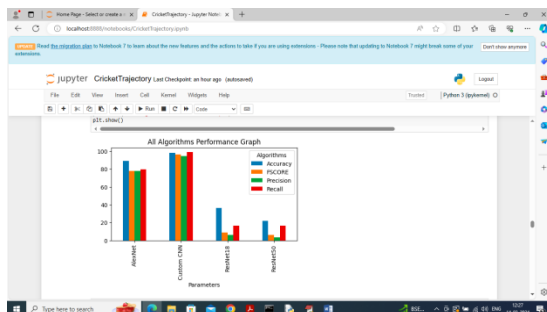 Home Page - Select or create a n
CricketTrajectory - Jupyter Noteb
localhost:8888/notebooks/CricketTrajectory.ipynb
UPDATE Read the migration plan to Notebook 7 to learn about the new features and the actions to take if you are using extensions - Please note that updating to Notebook 7 might break some of your extensions.
Don't show anymore
jupyter CricketTrajectory Last Checkpoint: an hour ago (autosaved)
Logout
File Edit View Insert Cell Kernel Widgets Help
Trusted
Python 3 (ipykernel)
Run
Code
plt.show()
All Algorithms Performance Graph
Algorithms
Accuracy
FSCORE
Precision
Recall
100
80
60
40
20
0
AlexNet
Custom CNN
ResNet18
ResNet50
Parameters
Type here to search
BSE...
ENG
12:27